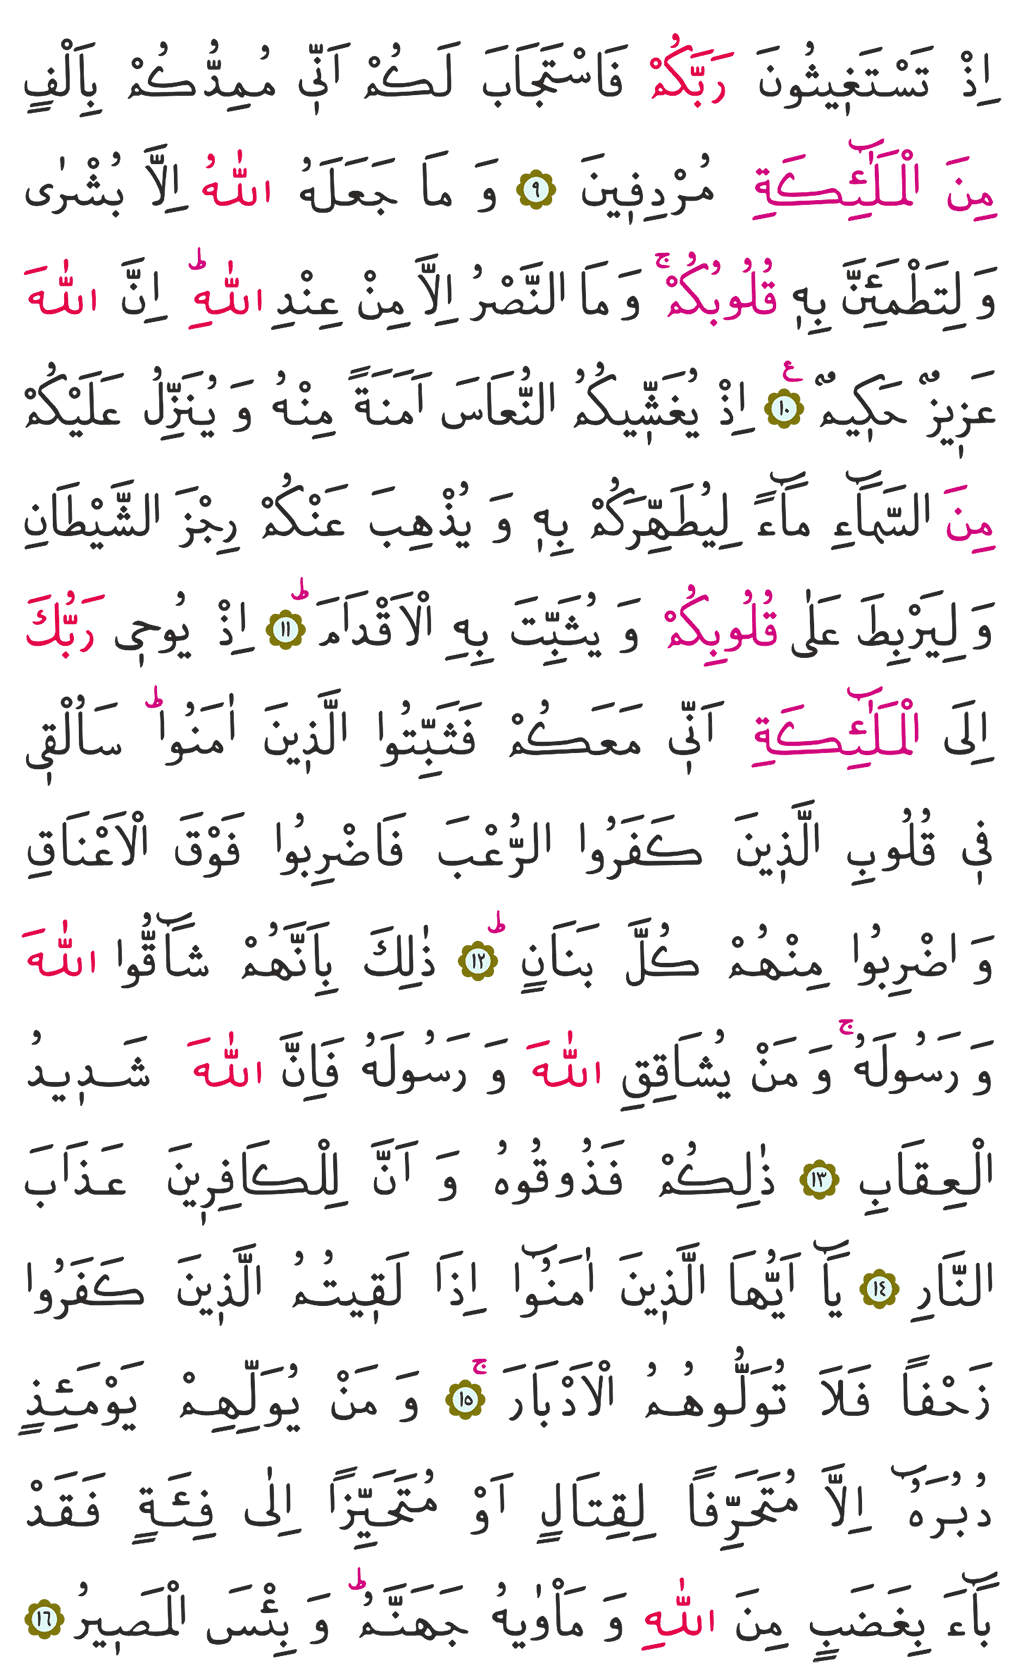 اِذْ تَسْتَغٖيثُونَ رَبَّكُمْ فَاسْتَجَابَ لَكُمْ اَنّٖى مُمِدُّكُمْ بِاَلْفٍ
مِنَ الْمَلٰٓئِكَةِ مُرْدِفٖينَ ﴿٩﴾ وَ مَا جَعَلَهُ اللّٰهُ اِلَّا بُشْرٰى
وَ لِتَطْمَئِنَّ بِهٖ قُلُوبُكُمْۚ وَ مَا النَّصْرُ اِلَّا مِنْ عِنْدِ اللّٰهِؕ اِنَّ اللّٰهَ
عَزٖيزٌ حَكٖيمٌ ﴿١٠﴾ ع اِذْ يُغَشّٖيكُمُ النُّعَاسَ اَمَنَةً مِنْهُ وَ يُنَزِّلُ عَلَيْكُمْ
مِنَ السَّمَٓاءِ مَٓاءً لِيُطَهِّرَكُمْ بِهٖ وَ يُذْهِبَ عَنْكُمْ رِجْزَ الشَّيْطَانِ
وَ لِيَرْبِطَ عَلٰى قُلُوبِكُمْ وَ يُثَبِّتَ بِهِ الْاَقْدَامَؕ ﴿١١﴾ اِذْ يُوحٖى رَبُّكَ
اِلَى الْمَلٰٓئِكَةِ اَنّٖى مَعَكُمْ فَثَبِّتُوا الَّذٖينَ اٰمَنُواؕ سَاُلْقٖى
فٖى قُلُوبِ الَّذٖينَ كَفَرُوا الرُّعْبَ فَاضْرِبُوا فَوْقَ الْاَعْنَاقِ
وَ اضْرِبُوا مِنْهُمْ كُلَّ بَنَانٍؕ ﴿١٢﴾ ذٰلِكَ بِاَنَّهُمْ شَٓاقُّوا اللّٰهَ
وَ رَسُولَهُۚ وَ مَنْ يُشَاقِقِ اللّٰهَ وَ رَسُولَهُ فَاِنَّ اللّٰهَ شَدٖيدُ
الْعِقَابِ ﴿١٣﴾ ذٰلِكُمْ فَذُوقُوهُ وَ اَنَّ لِلْكَافِرٖينَ عَذَابَ
النَّارِ ﴿١٤﴾ يَٓا اَيُّهَا الَّذٖينَ اٰمَنُٓوا اِذَا لَقٖيتُمُ الَّذٖينَ كَفَرُوا
زَحْفًا فَلَا تُوَلُّوهُمُ الْاَدْبَارَۚ ﴿١٥﴾ وَ مَنْ يُوَلِّهِمْ يَوْمَئِذٍ
دُبُرَهُٓ اِلَّا مُتَحَرِّفًا لِقِتَالٍ اَوْ مُتَحَيِّزًا اِلٰى فِئَةٍ فَقَدْ
بَٓاءَ بِغَضَبٍ مِنَ اللّٰهِ وَ مَاْوٰيهُ جَهَنَّمُؕ وَ بِئْسَ الْمَصٖيرُ ﴿١٦﴾